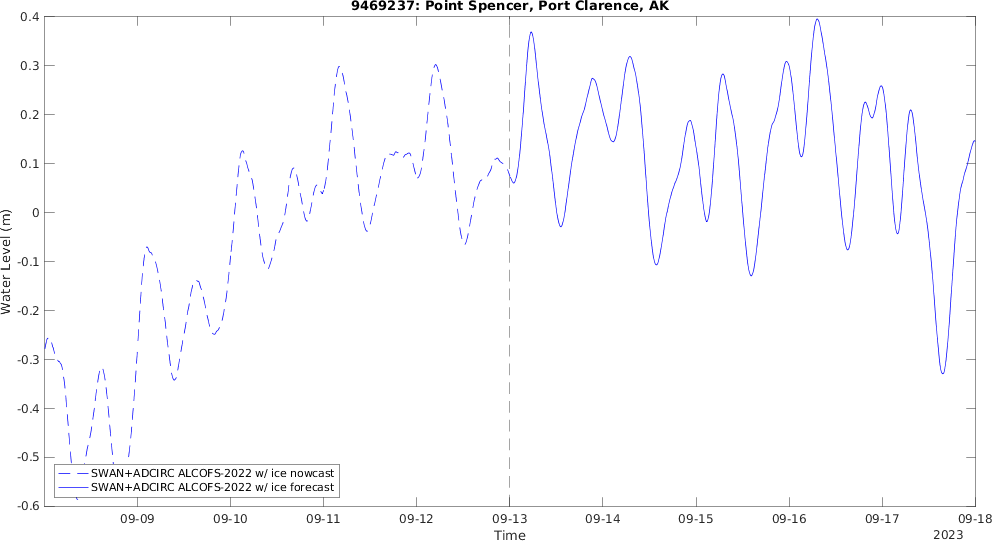 9469237: Point Spencer, Port Clarence, AK
0.4
0.3
0.2
0.1
0
-0.1
-0.2
-0.3
-0.4
-0.5
-0.6
Water Level (m)
SWAN+ADCIRC ALCOFS-2022 w/ ice nowcast
SWAN+ADCIRC ALCOFS-2022 w/ ice forecast
09-09 09-10 09-11 09-12 09-13 09-14 09-15 09-16 09-17 09-18
Time
2023